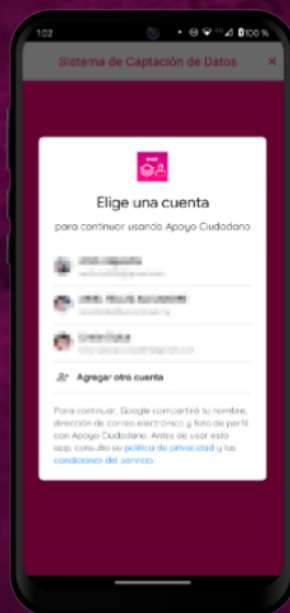 1:02
100 %
Sistema de Captación de Datos ×
Elige una cuenta
para continuar usando Apoyo Ciudadano
Agregar otra cuenta
Para continuar, Google compartirá tu nombre,
dirección de correo electrónico y foto de perfil
con Apoyo Ciudadano. Antes de usar esta
app, consulta su política de privacidad y las
condiciones del servicio.